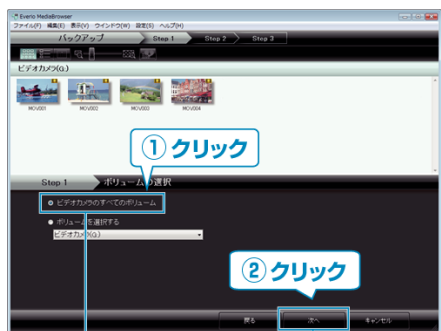 Everio MediaBrowser
ファイル(F) 編集(E) 表示(V) ウインドウ(W) 設定(S) ヘルプ(H)
バックアップ Step 1 Step 2 Step 3
ビデオカメラ(G:)
MOV001 MOV002 MOV003 MOV004
① クリック
Step 1 ボリュームの選択
ビデオカメラのすべてのボリューム
ボリュームを選択する
ビデオカメラ(G:)
② クリック
戻る 次へ キャンセル